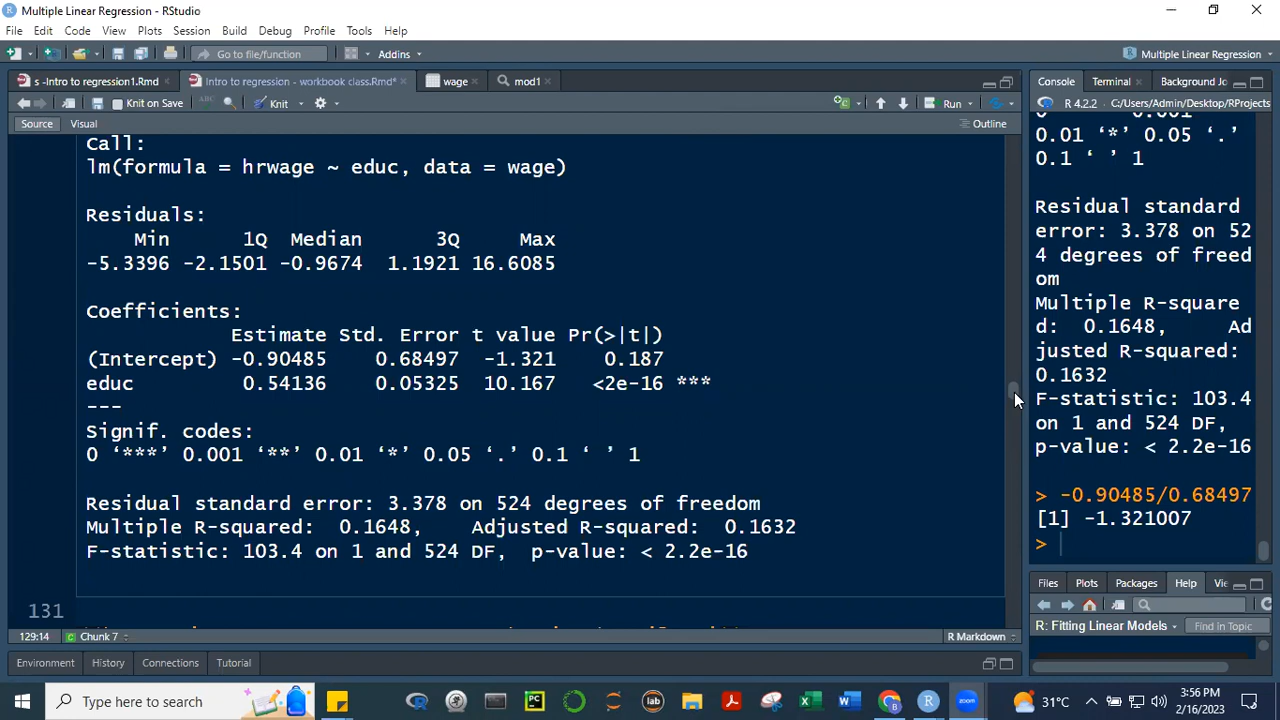 Multiple Linear Regression - RStudio
File Edit Code View Plots Session Build Debug Profile Tools Help
Go to file/function Addins Multiple Linear Regression
s -Intro to regression1.Rmd Intro to regression - workbook class.Rmd* wage mod1
Knit on Save Knit Run
Source Visual Outline
Call:
lm(formula = hrwage ~ educ, data = wage)
Residuals:
Min 1Q Median 3Q Max
-5.3396 -2.1501 -0.9674 1.1921 16.6085
Coefficients:
Estimate Std. Error t value Pr(>|t|)
(Intercept) -0.90485 0.68497 -1.321 0.187
educ 0.54136 0.05325 10.167 <2e-16 ***
---
Signif. codes:
0 ‘***’ 0.001 ‘**’ 0.01 ‘*’ 0.05 ‘.’ 0.1 ‘ ’ 1
Residual standard error: 3.378 on 524 degrees of freedom
Multiple R-squared: 0.1648, Adjusted R-squared: 0.1632
F-statistic: 103.4 on 1 and 524 DF, p-value: < 2.2e-16
131
129:14 Chunk 7 R Markdown
Environment History Connections Tutorial
Console Terminal Background Jo
R 4.2.2 · C:/Users/Admin/Desktop/RProjects
0.01 ‘*’ 0.05 ‘.’
0.1 ‘ ’ 1
Residual standard
error: 3.378 on 52
4 degrees of freed
om
Multiple R-square
d: 0.1648, Ad
justed R-squared:
0.1632
F-statistic: 103.4
on 1 and 524 DF,
p-value: < 2.2e-16
> -0.90485/0.68497
[1] -1.321007
>
Files Plots Packages Help Vi
R: Fitting Linear Models Find in Topic
Type here to search
31°C
3:56 PM
2/16/2023